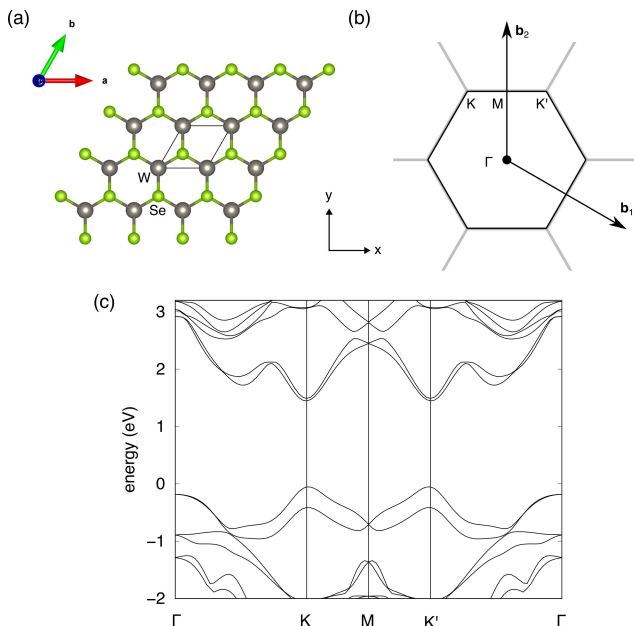 (a)
b
a
W
Se
y
x
(b)
b₂
K
M
K'
Γ
b₁
(c)
energy (eV)
3
2
1
0
−1
−2
Γ
K
M
K'
Γ